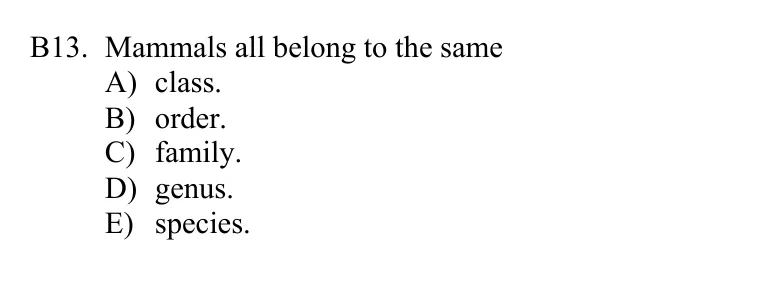 B13. Mammals all belong to the same
A) class.
B) order.
C) family.
D) genus.
E) species.